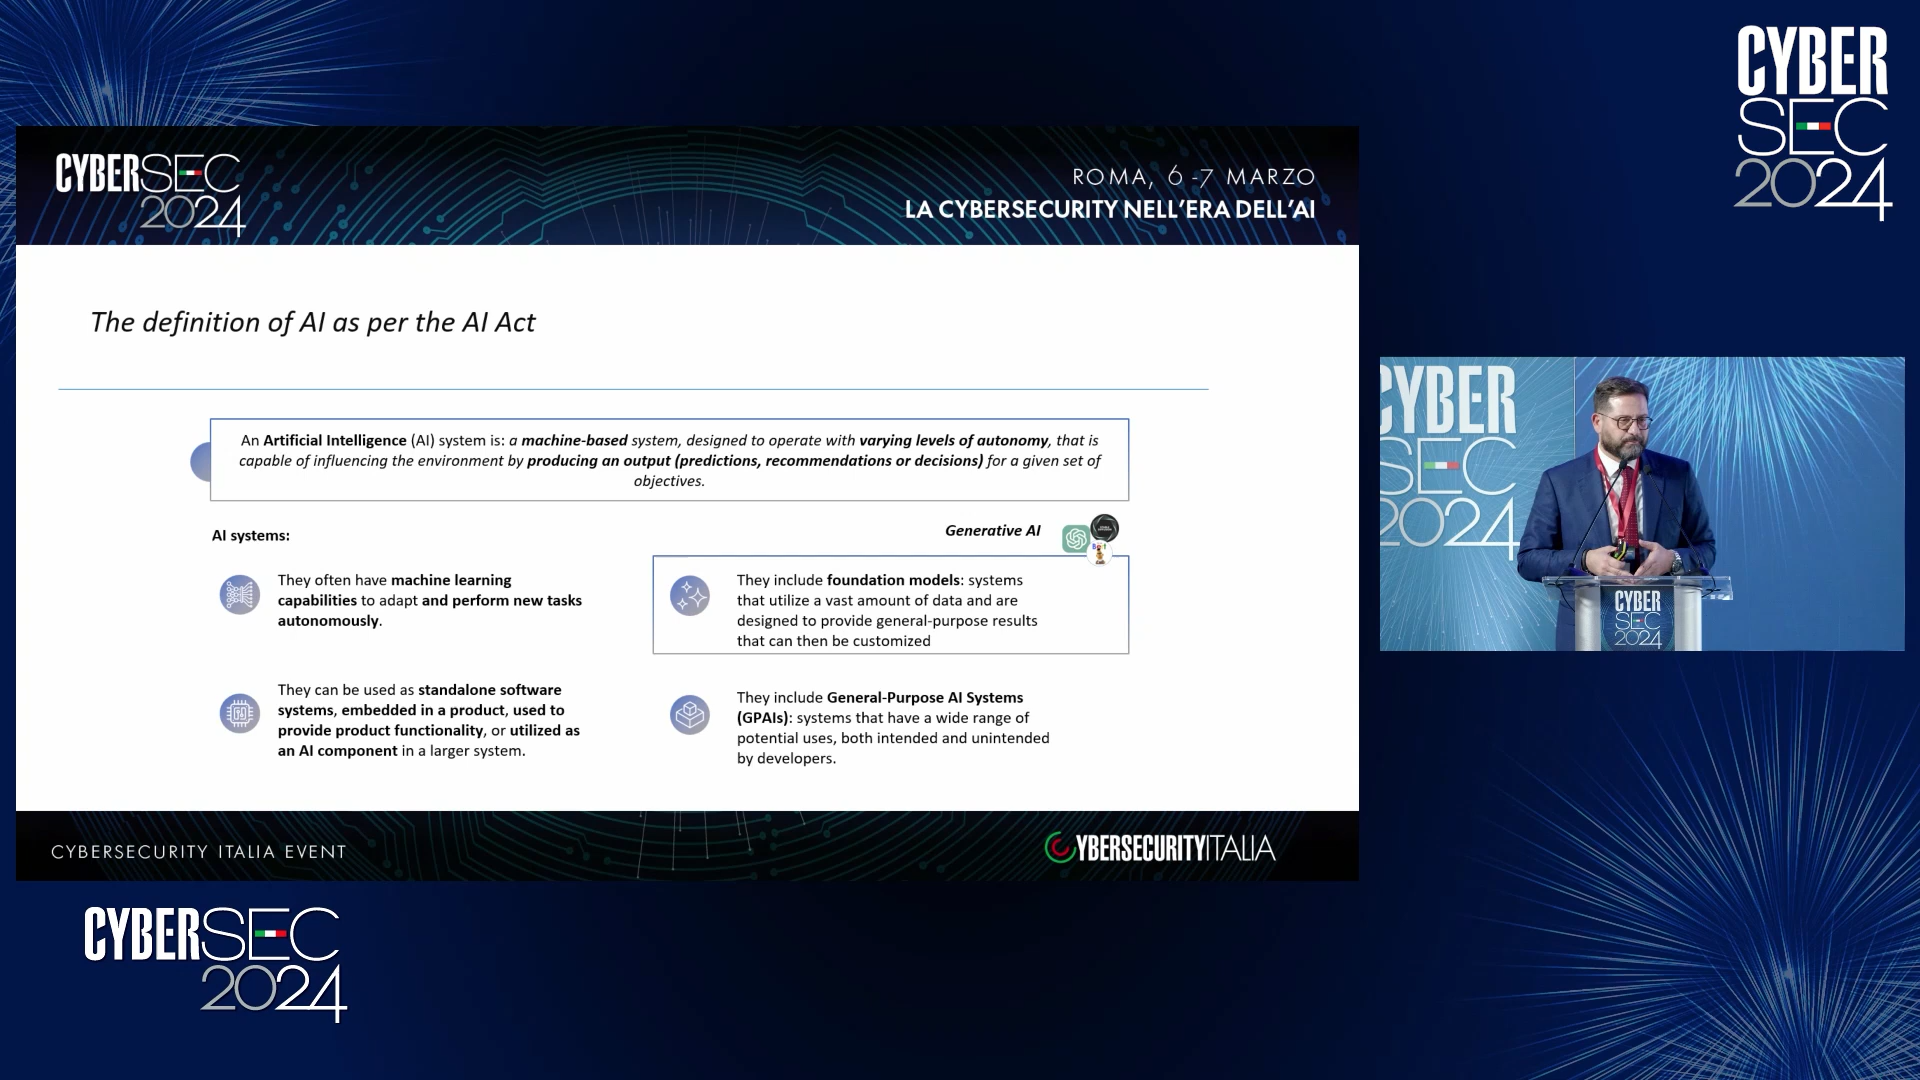 CYBER
SEC
2024
CYBERSEC
2024
ROMA, 6-7 MARZO
LA CYBERSECURITY NELL'ERA DELL'AI
The definition of AI as per the AI Act
An Artificial Intelligence (AI) system is: a machine-based system, designed to operate with varying levels of autonomy, that is
capable of influencing the environment by producing an output (predictions, recommendations or decisions) for a given set of
objectives.
AI systems:
They often have machine learning
capabilities to adapt and perform new tasks
autonomously.
They can be used as standalone software
systems, embedded in a product, used to
provide product functionality, or utilized as
an AI component in a larger system.
Generative AI
They include foundation models: systems
that utilize a vast amount of data and are
designed to provide general-purpose results
that can then be customized
They include General-Purpose AI Systems
(GPAIs): systems that have a wide range of
potential uses, both intended and unintended
by developers.
CYBERSECURITY ITALIA EVENT
CYBERSECURITYITALIA
CYBER
SEC
2024
CYBER
SEC
2024
CYBERSEC
2024